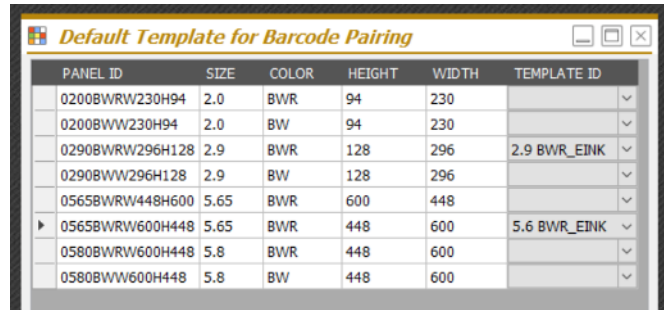 Default Template for Barcode Pairing
PANEL ID SIZE COLOR HEIGHT WIDTH TEMPLATE ID
0200BWRW230H94 2.0 BWR 94 230
0200BWW230H94 2.0 BW 94 230
0290BWRW296H128 2.9 BWR 128 296 2.9 BWR_EINK
0290BWW296H128 2.9 BW 128 296
0565BWRW448H600 5.65 BWR 600 448
0565BWRW600H448 5.65 BWR 448 600 5.6 BWR_EINK
0580BWRW600H448 5.8 BWR 448 600
0580BWW600H448 5.8 BW 448 600